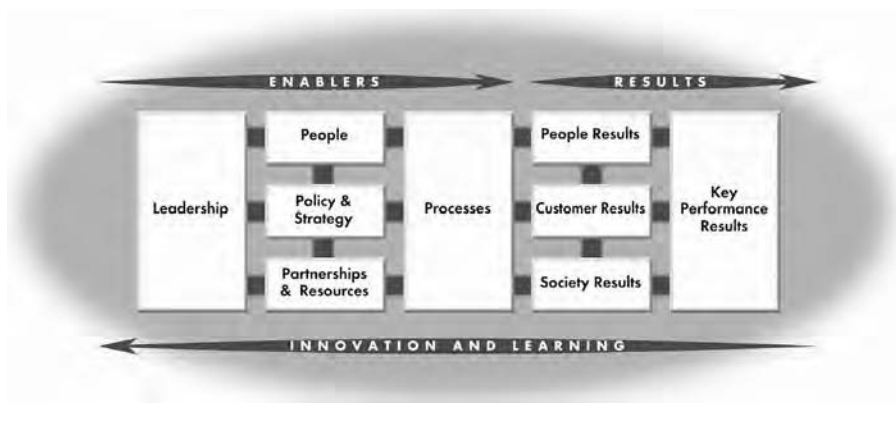 ENABLERS
RESULTS
Leadership
People
Policy &
Strategy
Partnerships
& Resources
Processes
People Results
Customer Results
Society Results
Key
Performance
Results
INNOVATION AND LEARNING